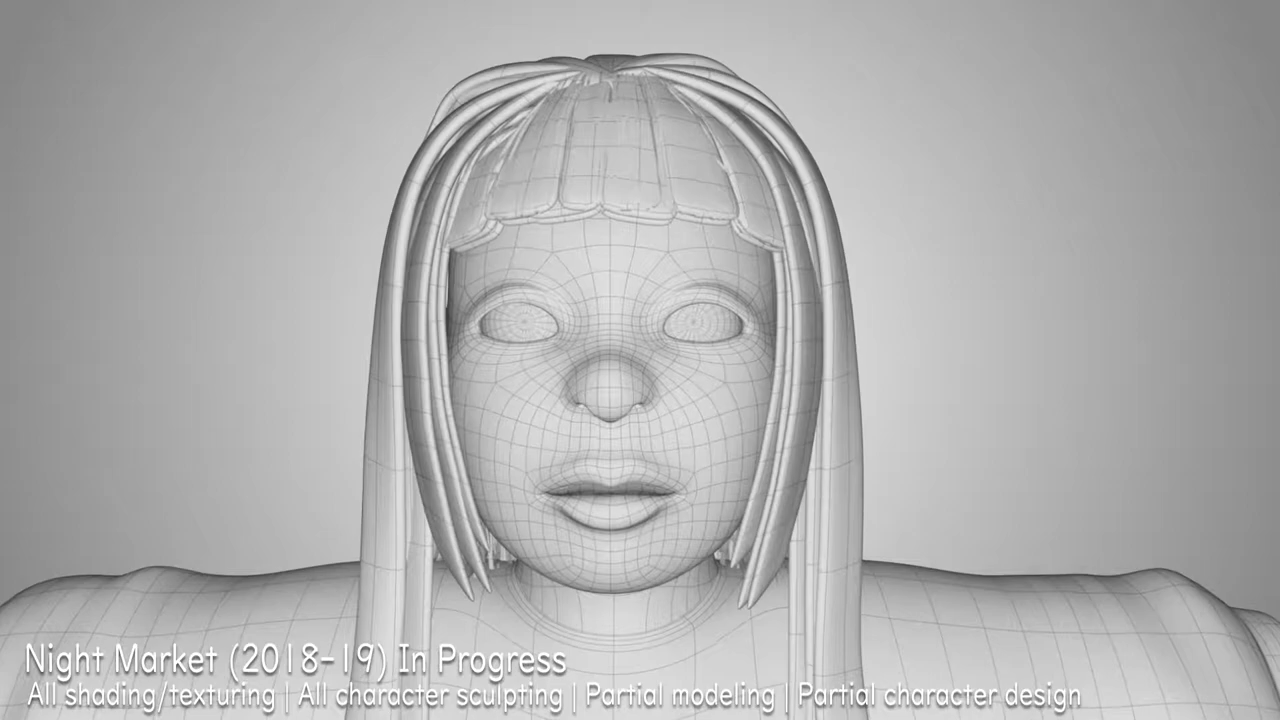 Night Market (2018-19) In Progress
All shading/texturing | All character sculpting | Partial modeling | Partial character design